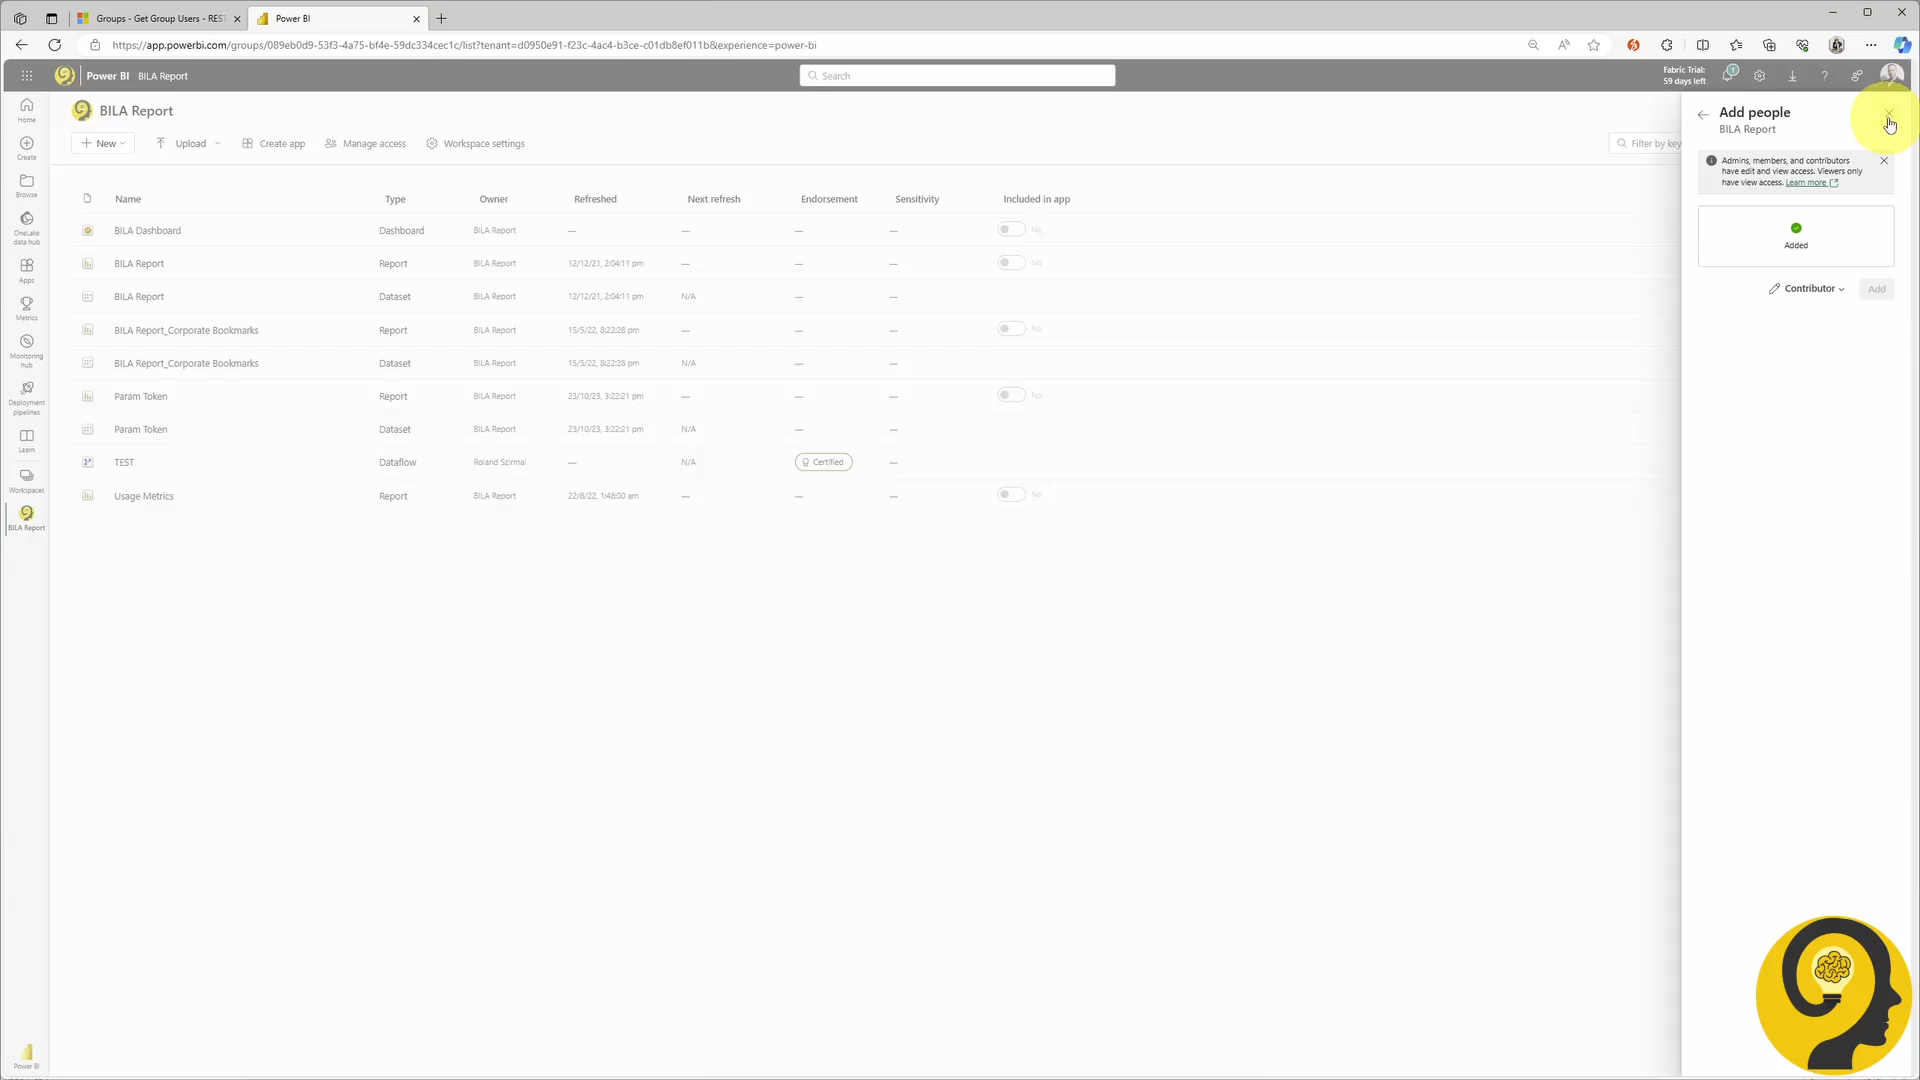 Groups - Get Group Users - REST
Power BI
https://app.powerbi.com/groups/089eb0d9-53f3-4a75-bf4e-59dc334cec1c/list?tenant=d0950e91-f23c-4ac4-b3ce-c01db8ef011b&experience=power-bi
Power BI BILA Report
Search
Fabric Trial:
59 days left
1
Home
Create
Browse
OneLake
data hub
Apps
Metrics
Monitoring
hub
Deployment
pipelines
Learn
Workspaces
BILA Report
Power BI
BILA Report
New
Upload
Create app
Manage access
Workspace settings
Filter by key
Name Type Owner Refreshed Next refresh Endorsement Sensitivity Included in app
BILA Dashboard Dashboard BILA Report — — — — No
BILA Report Report BILA Report 12/12/21, 2:04:11 pm — — — No
BILA Report Dataset BILA Report 12/12/21, 2:04:11 pm N/A — —
BILA Report_Corporate Bookmarks Report BILA Report 15/5/22, 8:22:28 pm — — — No
BILA Report_Corporate Bookmarks Dataset BILA Report 15/5/22, 8:22:28 pm N/A — —
Param Token Report BILA Report 23/10/23, 3:22:21 pm — — — No
Param Token Dataset BILA Report 23/10/23, 3:22:21 pm N/A — —
TEST Dataflow Roland Szirmai — N/A Certified —
Usage Metrics Report BILA Report 22/8/22, 1:48:00 am — — — No
Add people
BILA Report
Admins, members, and contributors
have edit and view access. Viewers only
have view access. Learn more
Added
Contributor
Add